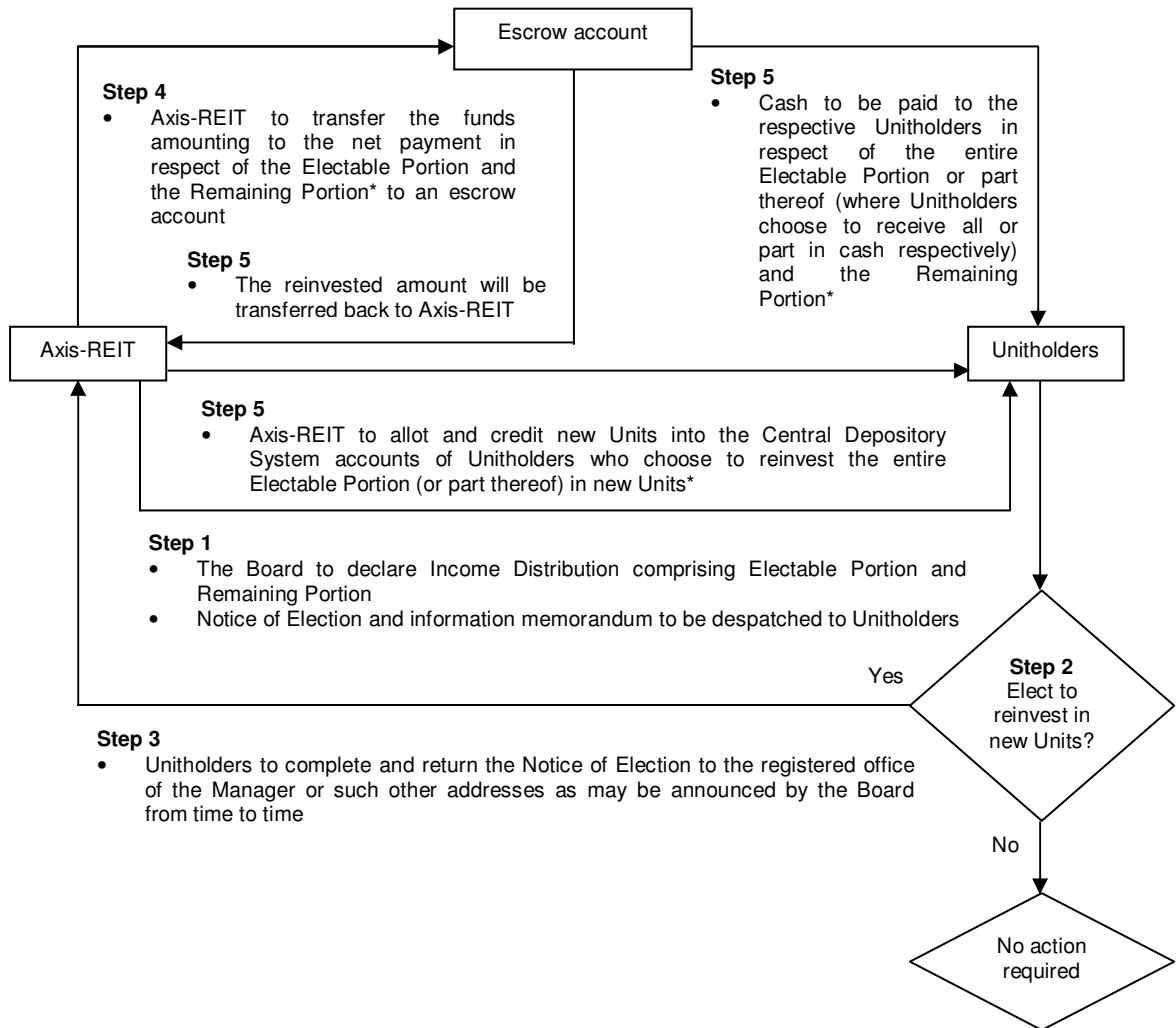 Escrow account
Step 4
• Axis-REIT to transfer the funds
amounting to the net payment in
respect of the Electable Portion and
the Remaining Portion* to an escrow
account
Step 5
• Cash to be paid to the
respective Unitholders in
respect of the entire
Electable Portion or part
thereof (where Unitholders
choose to receive all or
part in cash respectively)
and the Remaining
Portion*
Step 5
• The reinvested amount will be
transferred back to Axis-REIT
Axis-REIT
Unitholders
Step 5
• Axis-REIT to allot and credit new Units into the Central Depository
System accounts of Unitholders who choose to reinvest the entire
Electable Portion (or part thereof) in new Units*
Step 1
• The Board to declare Income Distribution comprising Electable Portion and
Remaining Portion
• Notice of Election and information memorandum to be despatched to Unitholders
Step 2
Elect to
reinvest in
new Units?
Yes
Step 3
• Unitholders to complete and return the Notice of Election to the registered office
of the Manager or such other addresses as may be announced by the Board
from time to time
No
No action
required